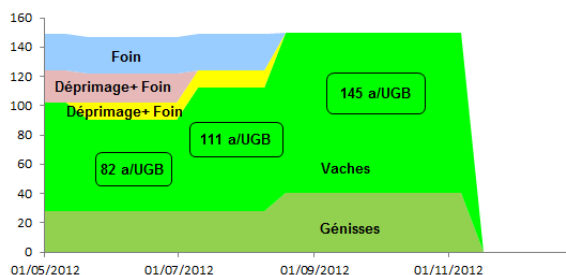 160
140
120
100
80
60
40
20
0
Foin
Déprimage+ Foin
Déprimage+ Foin
145 a/UGB
111 a/UGB
82 a/UGB
Vaches
Génisses
01/05/2012 01/07/2012 01/09/2012 01/11/2012